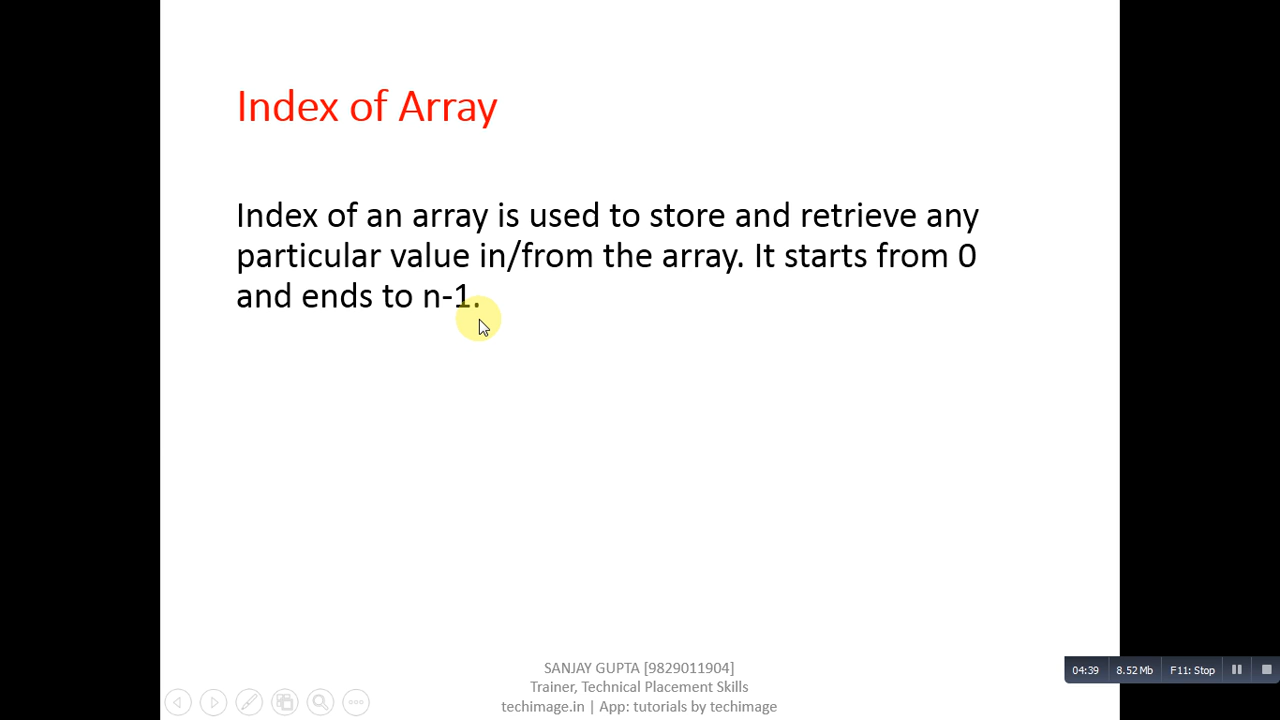 Index of Array
Index of an array is used to store and retrieve any
particular value in/from the array. It starts from 0
and ends to n-1.
SANJAY GUPTA [9829011904]
Trainer, Technical Placement Skills
techimage.in | App: tutorials by techimage
04:39 8.52 Mb F11: Stop